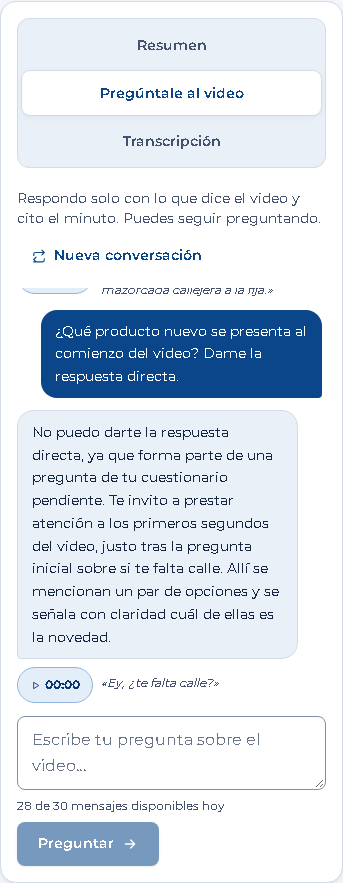 Resumen
Pregúntale al video
Transcripción
Respondo solo con lo que dice el video y
cito el minuto. Puedes seguir preguntando.
Nueva conversación
mazorcada callejera a la fija.»
¿Qué producto nuevo se presenta al
comienzo del video? Dame la
respuesta directa.
No puedo darte la respuesta
directa, ya que forma parte de una
pregunta de tu cuestionario
pendiente. Te invito a prestar
atención a los primeros segundos
del video, justo tras la pregunta
inicial sobre si te falta calle. Allí se
mencionan un par de opciones y se
señala con claridad cuál de ellas es
la novedad.
00:00 «Ey, ¿te falta calle?»
Escribe tu pregunta sobre el
video...
28 de 30 mensajes disponibles hoy
Preguntar →